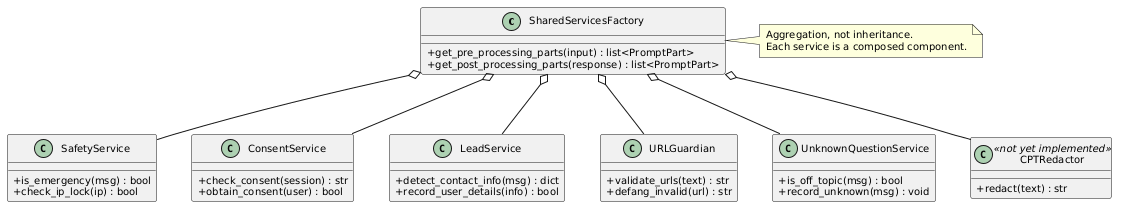 C SharedServicesFactory
+get_pre_processing_parts(input) : list<PromptPart>
+get_post_processing_parts(response) : list<PromptPart>
Aggregation, not inheritance.
Each service is a composed component.
C SafetyService
+is_emergency(msg) : bool
+check_ip_lock(ip) : bool
C ConsentService
+check_consent(session) : str
+obtain_consent(user) : bool
C LeadService
+detect_contact_info(msg) : dict
+record_user_details(info) : bool
C URLGuardian
+validate_urls(text) : str
+defang_invalid(url) : str
C UnknownQuestionService
+is_off_topic(msg) : bool
+record_unknown(msg) : void
C «not yet implemented»
CPTRedactor
+redact(text) : str